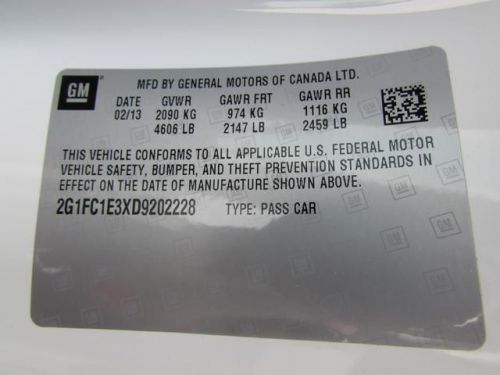 GM
MFD BY GENERAL MOTORS OF CANADA LTD.
DATE GVWR GAWR FRT GAWR RR
02/13 2090 KG 974 KG 1116 KG
4606 LB 2147 LB 2459 LB
THIS VEHICLE CONFORMS TO ALL APPLICABLE U.S. FEDERAL MOTOR
VEHICLE SAFETY, BUMPER, AND THEFT PREVENTION STANDARDS IN
EFFECT ON THE DATE OF MANUFACTURE SHOWN ABOVE.
2G1FC1E3XD9202228 TYPE: PASS CAR